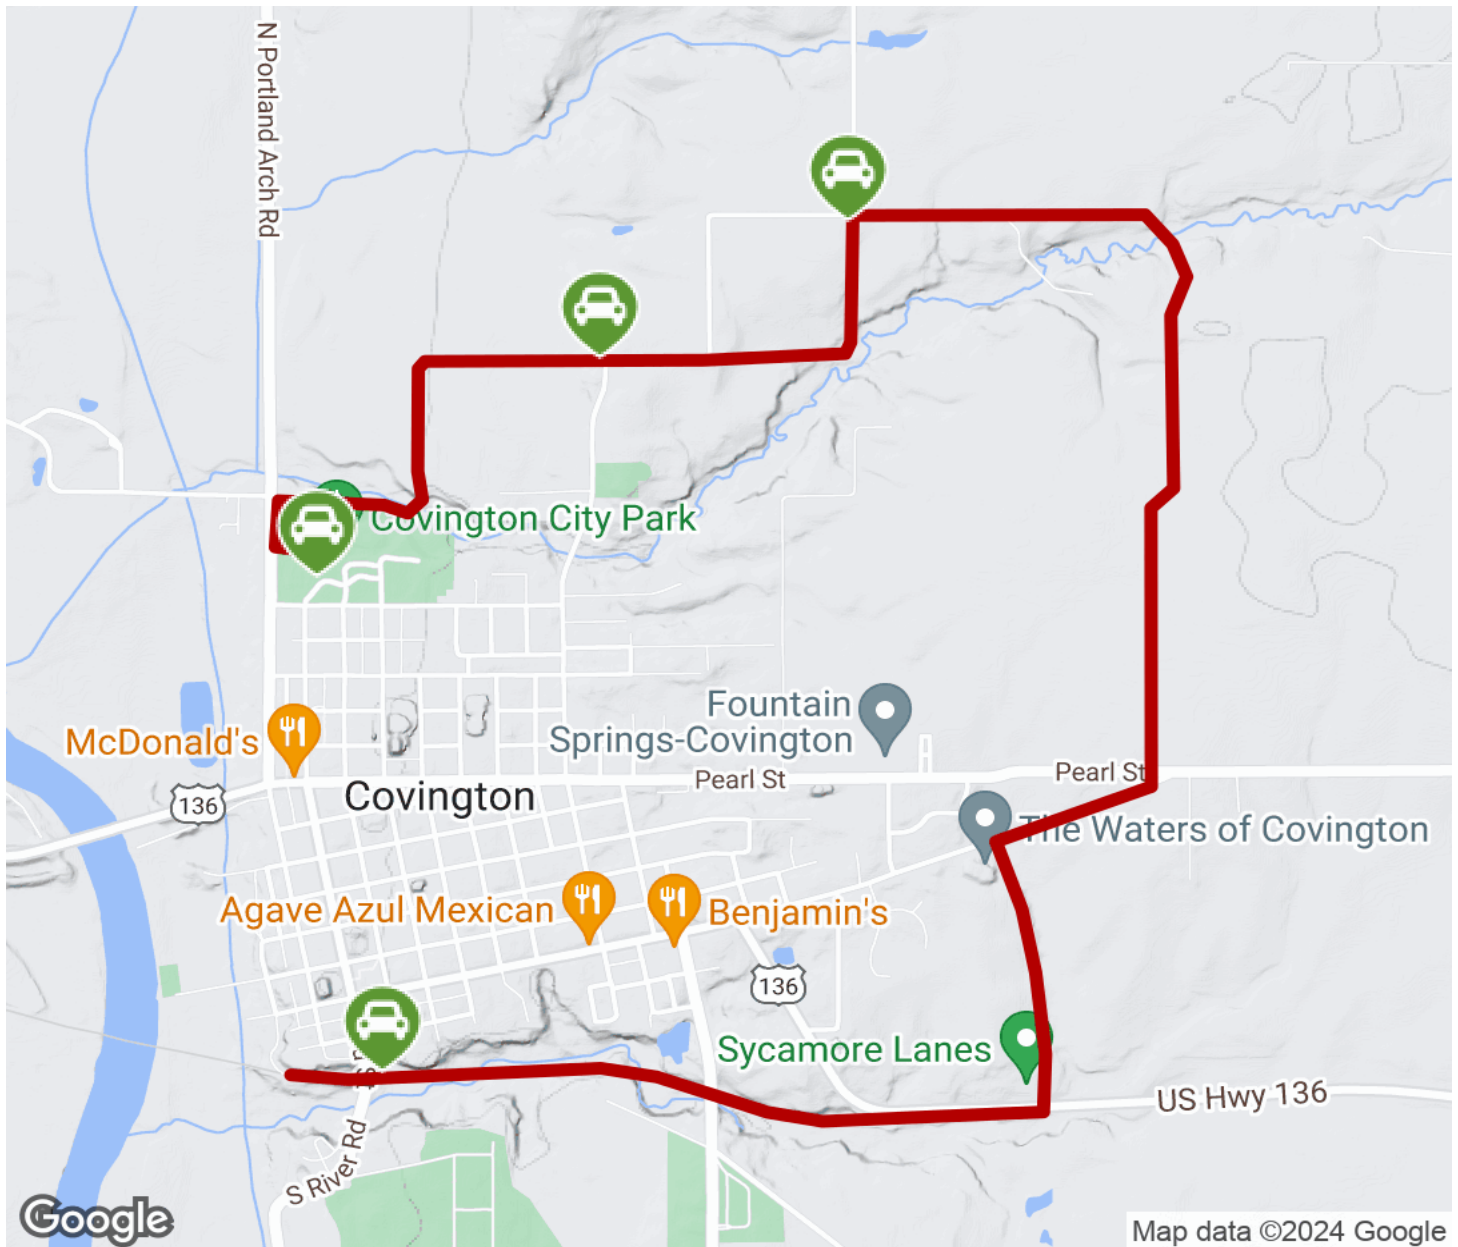 N Portland Arch Rd
Covington City Park
Fountain
Springs-Covington
McDonald's
Pearl St
Pearl St
136
Covington
The Waters of Covington
Agave Azul Mexican
Benjamin's
136
Sycamore Lanes
US Hwy 136
S River Rd
Google
Map data ©2024 Google